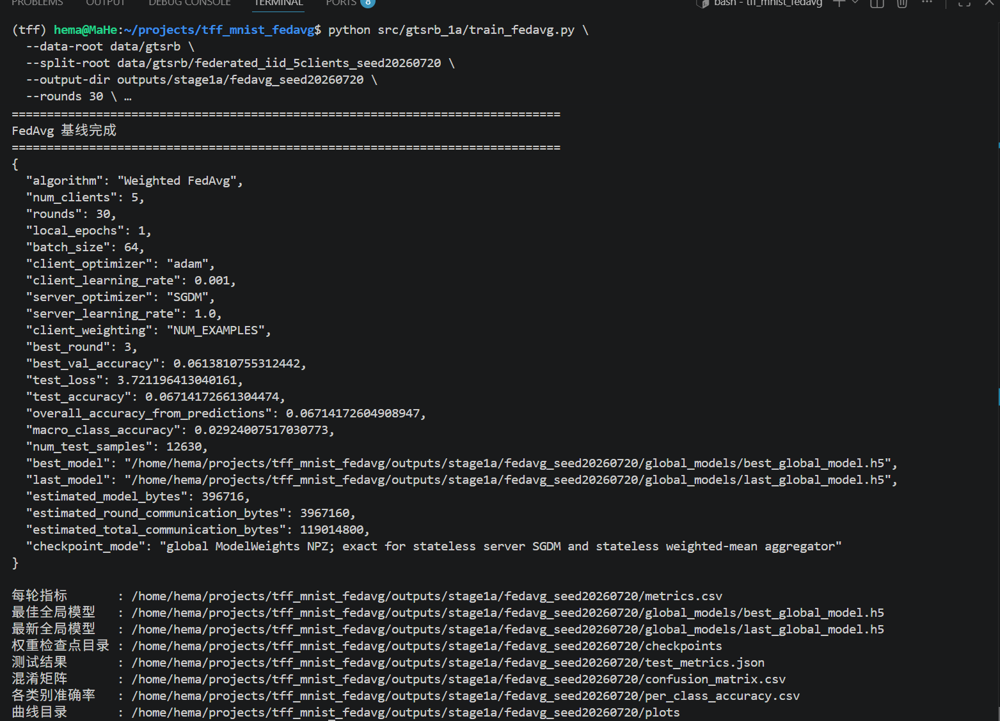 PROBLEMS OUTPUT DEBUG CONSOLE TERMINAL PORTS 8 bash - tff_mnist_fedavg
(tff) hema@MaHe:~/projects/tff_mnist_fedavg$ python src/gtsrb_1a/train_fedavg.py \
  --data-root data/gtsrb \
  --split-root data/gtsrb/federated_iid_5clients_seed20260720 \
  --output-dir outputs/stage1a/fedavg_seed20260720 \
  --rounds 30 \ …
==============================================================================
FedAvg 基线完成
==============================================================================
{
  "algorithm": "Weighted FedAvg",
  "num_clients": 5,
  "rounds": 30,
  "local_epochs": 1,
  "batch_size": 64,
  "client_optimizer": "adam",
  "client_learning_rate": 0.001,
  "server_optimizer": "SGDM",
  "server_learning_rate": 1.0,
  "client_weighting": "NUM_EXAMPLES",
  "best_round": 3,
  "best_val_accuracy": 0.0613810755312442,
  "test_loss": 3.721196413040161,
  "test_accuracy": 0.06714172661304474,
  "overall_accuracy_from_predictions": 0.06714172604908947,
  "macro_class_accuracy": 0.02924007517030773,
  "num_test_samples": 12630,
  "best_model": "/home/hema/projects/tff_mnist_fedavg/outputs/stage1a/fedavg_seed20260720/global_models/best_global_model.h5",
  "last_model": "/home/hema/projects/tff_mnist_fedavg/outputs/stage1a/fedavg_seed20260720/global_models/last_global_model.h5",
  "estimated_model_bytes": 396716,
  "estimated_round_communication_bytes": 3967160,
  "estimated_total_communication_bytes": 119014800,
  "checkpoint_mode": "global ModelWeights NPZ; exact for stateless server SGDM and stateless weighted-mean aggregator"
}
每轮指标 : /home/hema/projects/tff_mnist_fedavg/outputs/stage1a/fedavg_seed20260720/metrics.csv
最佳全局模型 : /home/hema/projects/tff_mnist_fedavg/outputs/stage1a/fedavg_seed20260720/global_models/best_global_model.h5
最新全局模型 : /home/hema/projects/tff_mnist_fedavg/outputs/stage1a/fedavg_seed20260720/global_models/last_global_model.h5
权重检查点目录 : /home/hema/projects/tff_mnist_fedavg/outputs/stage1a/fedavg_seed20260720/checkpoints
测试结果 : /home/hema/projects/tff_mnist_fedavg/outputs/stage1a/fedavg_seed20260720/test_metrics.json
混淆矩阵 : /home/hema/projects/tff_mnist_fedavg/outputs/stage1a/fedavg_seed20260720/confusion_matrix.csv
各类别准确率 : /home/hema/projects/tff_mnist_fedavg/outputs/stage1a/fedavg_seed20260720/per_class_accuracy.csv
曲线目录 : /home/hema/projects/tff_mnist_fedavg/outputs/stage1a/fedavg_seed20260720/plots